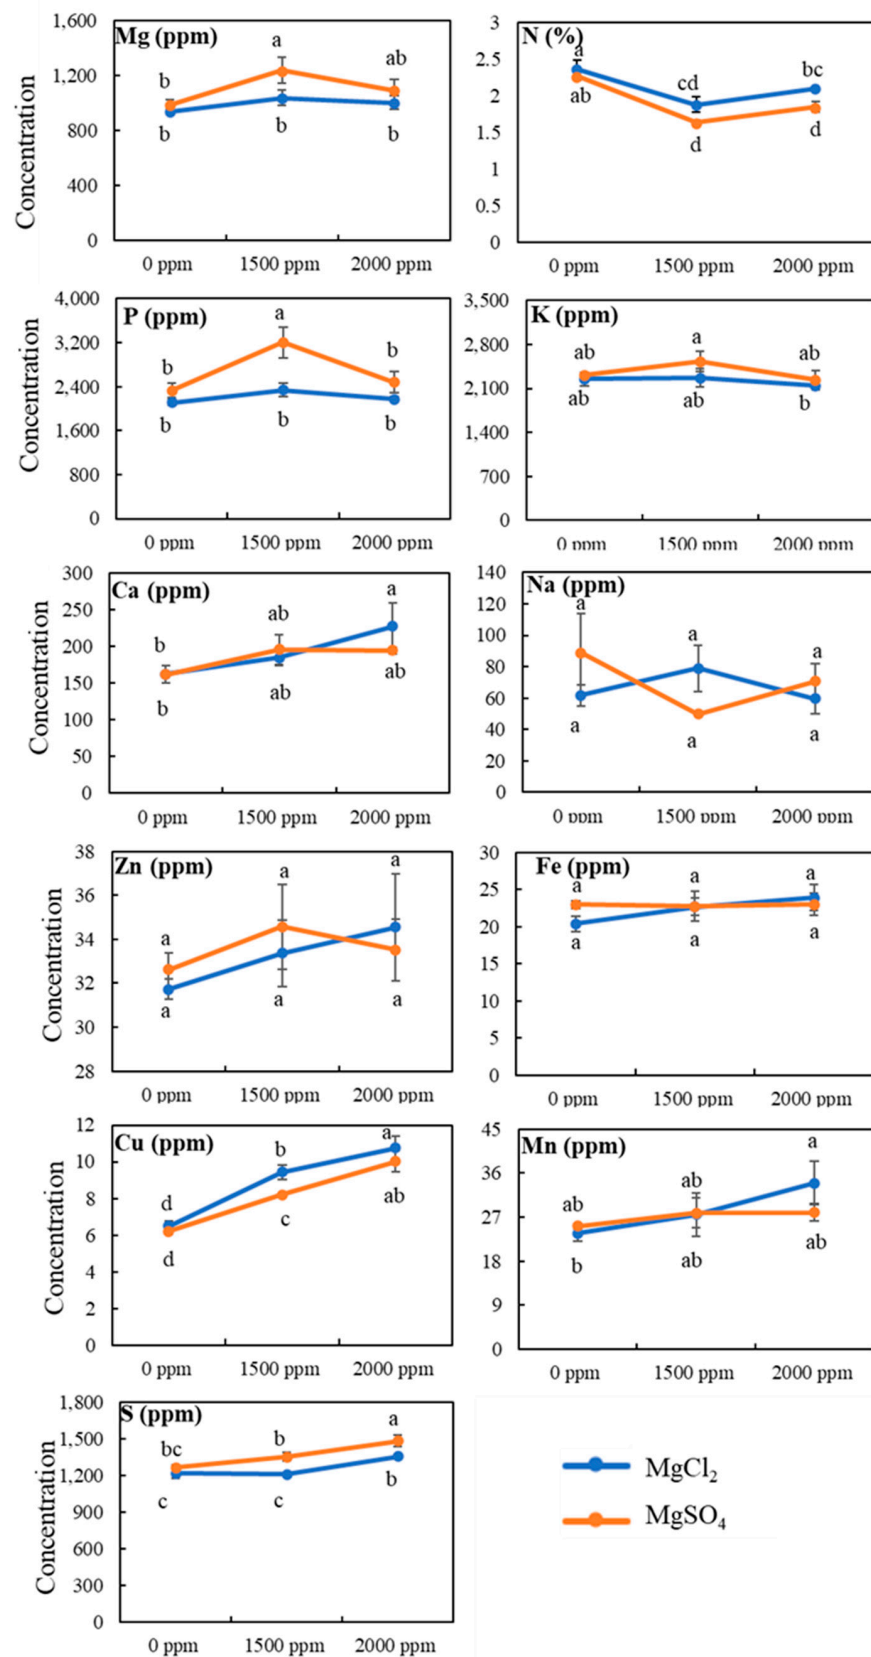 Mg (ppm)
Concentration
1,600
1,200
800
400
0
b
a
ab
b
b
b
0 ppm 1500 ppm 2000 ppm
N (%)
3
2.5
2
1.5
1
0.5
0
a
cd
bc
ab
d
d
0 ppm 1500 ppm 2000 ppm
P (ppm)
Concentration
4,000
3,200
2,400
1,600
800
0
b
a
b
b
b
b
0 ppm 1500 ppm 2000 ppm
K (ppm)
3,500
2,800
2,100
1,400
700
0
ab
a
ab
ab
ab
b
0 ppm 1500 ppm 2000 ppm
Ca (ppm)
Concentration
300
250
200
150
100
50
0
b
ab
a
b
ab
ab
0 ppm 1500 ppm 2000 ppm
Na (ppm)
140
120
100
80
60
40
20
0
a
a
a
a
a
a
0 ppm 1500 ppm 2000 ppm
Zn (ppm)
Concentration
38
36
34
32
30
28
a
a
a
a
a
a
0 ppm 1500 ppm 2000 ppm
Fe (ppm)
30
25
20
15
10
5
0
a
a
a
a
a
a
0 ppm 1500 ppm 2000 ppm
Cu (ppm)
Concentration
12
10
8
6
4
2
0
d
b
a
d
c
ab
0 ppm 1500 ppm 2000 ppm
Mn (ppm)
45
36
27
18
9
0
ab
ab
a
b
ab
ab
0 ppm 1500 ppm 2000 ppm
S (ppm)
Concentration
1,800
1,500
1,200
900
600
300
0
bc
b
a
c
c
b
0 ppm 1500 ppm 2000 ppm
MgCl₂
MgSO₄